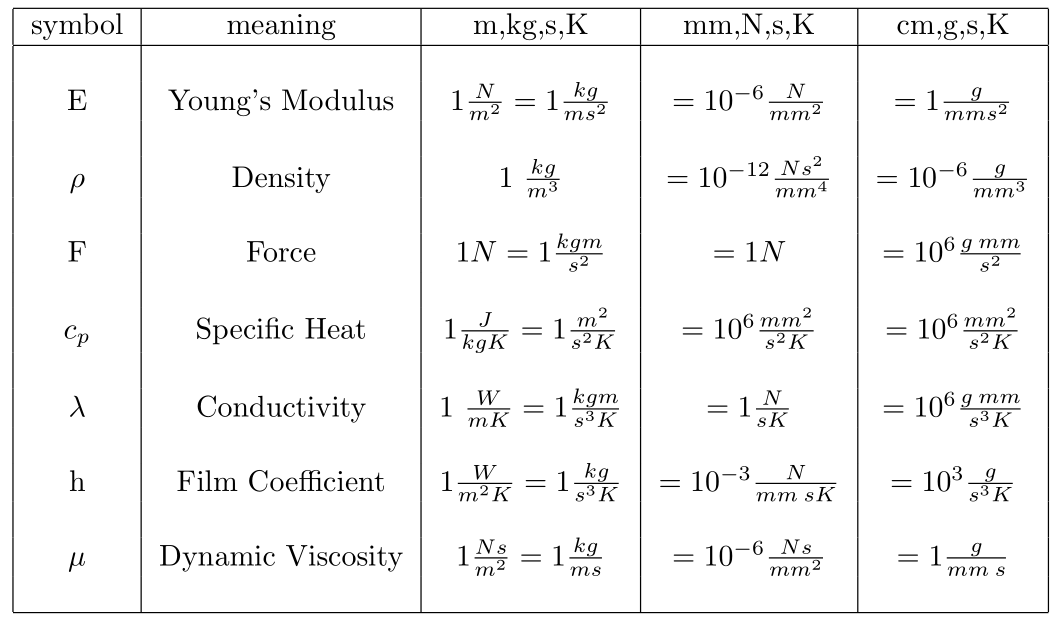 symbol meaning m,kg,s,K mm,N,s,K cm,g,s,K
E Young's Modulus $1\frac{N}{m^2} = 1\frac{kg}{ms^2}$ $= 10^{-6}\frac{N}{mm^2}$ $= 1\frac{g}{mms^2}$
ρ Density $1\ \frac{kg}{m^3}$ $= 10^{-12}\frac{Ns^2}{mm^4}$ $= 10^{-6}\frac{g}{mm^3}$
F Force $1N = 1\frac{kgm}{s^2}$ $= 1N$ $= 10^6\frac{g\ mm}{s^2}$
$c_p$ Specific Heat $1\frac{J}{kgK} = 1\frac{m^2}{s^2K}$ $= 10^6\frac{mm^2}{s^2K}$ $= 10^6\frac{mm^2}{s^2K}$
λ Conductivity $1\ \frac{W}{mK} = 1\frac{kgm}{s^3K}$ $= 1\frac{N}{sK}$ $= 10^6\frac{g\ mm}{s^3K}$
h Film Coefficient $1\frac{W}{m^2K} = 1\frac{kg}{s^3K}$ $= 10^{-3}\frac{N}{mm\ sK}$ $= 10^3\frac{g}{s^3K}$
μ Dynamic Viscosity $1\frac{Ns}{m^2} = 1\frac{kg}{ms}$ $= 10^{-6}\frac{Ns}{mm^2}$ $= 1\frac{g}{mm\ s}$